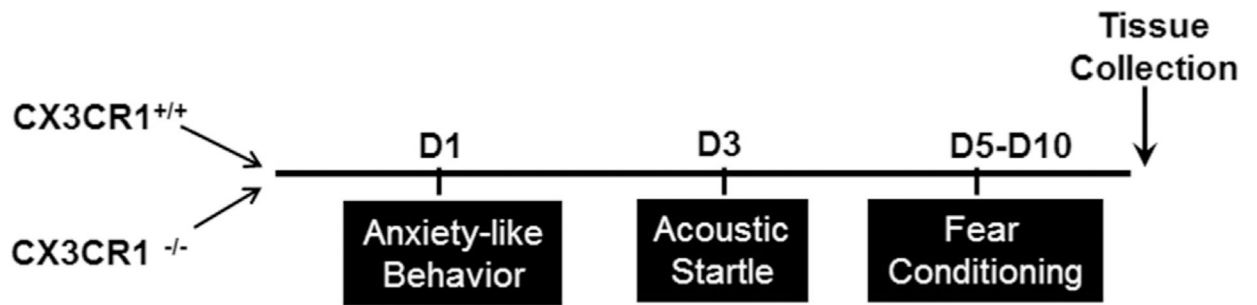 Tissue
Collection
CX3CR1+/+
D1
D3
D5-D10
CX3CR1 -/-
Anxiety-like
Behavior
Acoustic
Startle
Fear
Conditioning